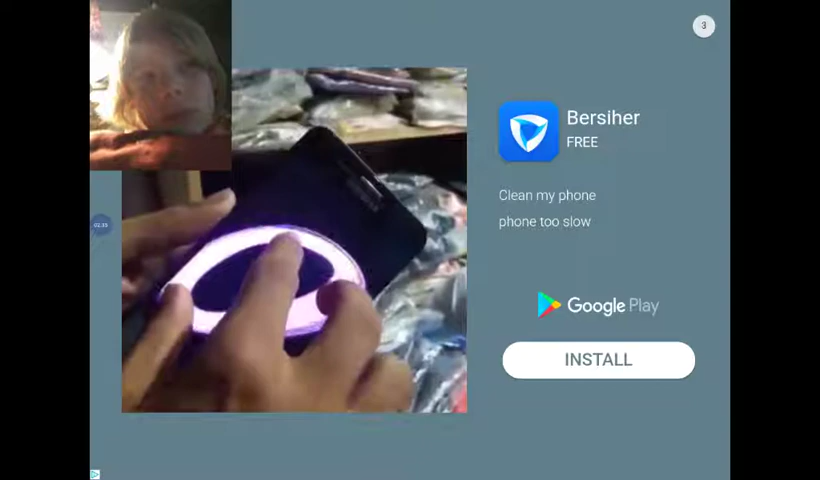 3
Bersiher
FREE
Clean my phone
phone too slow
Google Play
INSTALL